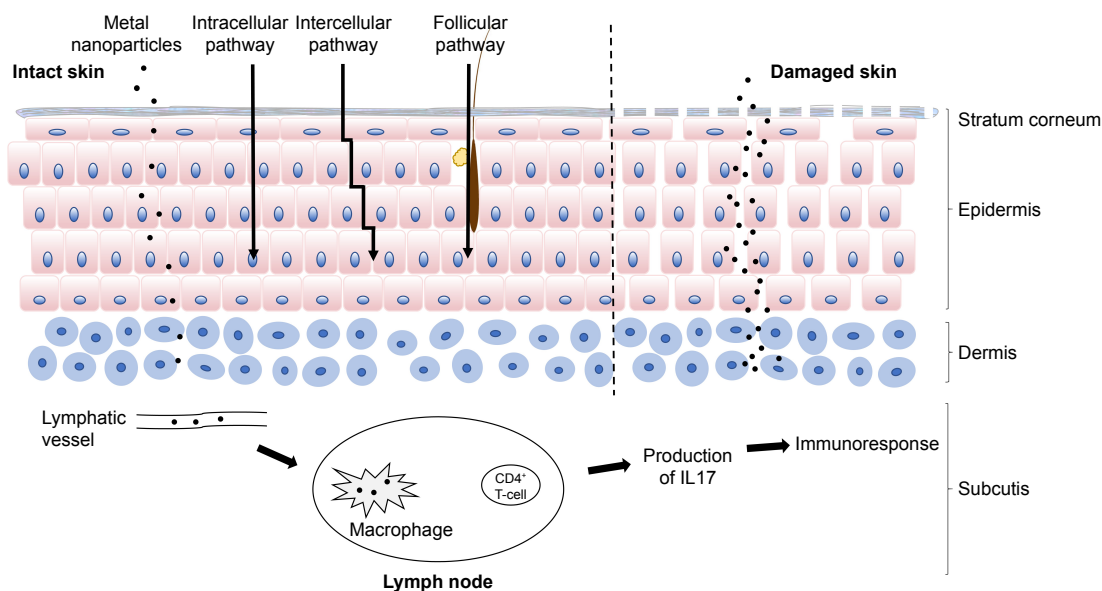 Metal
nanoparticles
Intracellular
pathway
Intercellular
pathway
Follicular
pathway
Intact skin
Damaged skin
Stratum corneum
Epidermis
Dermis
Lymphatic
vessel
CD4⁺
T-cell
Macrophage
Lymph node
Production
of IL17
Immunoresponse
Subcutis